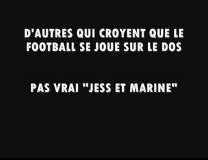 D'AUTRES QUI CROYENT QUE LE
FOOTBALL SE JOUE SUR LE DOS
PAS VRAI "JESS ET MARINE"